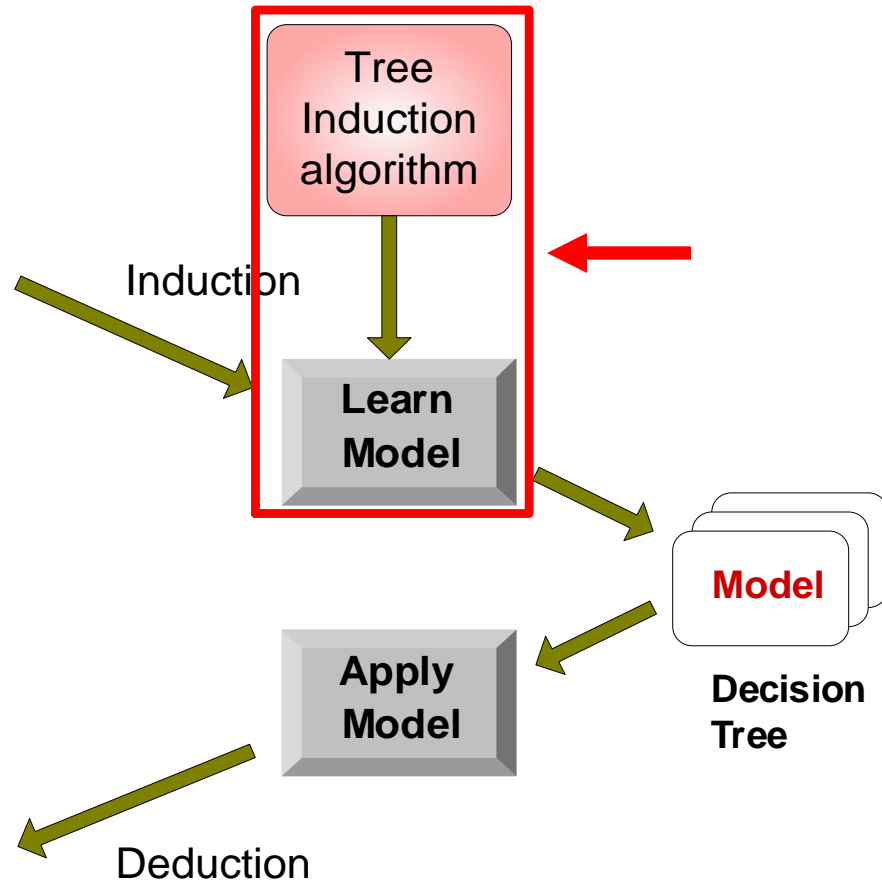 Tree
Induction
algorithm
Induction
Learn
Model
Model
Decision
Tree
Apply
Model
Deduction